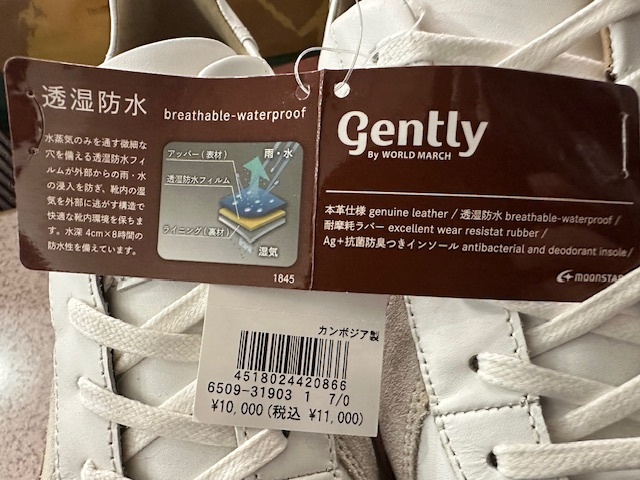 透湿防水 breathable-waterproof
水蒸気のみを通す微細な
穴を備える透湿防水フィ
ルムが外部からの雨・水
の浸入を防ぎ、靴内の湿
気を外部に逃がす構造で
快適な靴内環境を保ちま
す。水深 4cm×8時間の
防水性を備えています。
アッパー（表材）
雨・水
透湿防水フィルム
ライニング（裏材）
湿気
1845
Gently
By WORLD MARCH
本革仕様 genuine leather / 透湿防水 breathable-waterproof /
耐摩耗ラバー excellent wear resistat rubber /
Ag+抗菌防臭つきインソール antibacterial and deodorant insole/
MOONSTAR
カンボジア製
4518024420866
6509-31903 1 7/0
¥10,000(税込 ¥11,000)